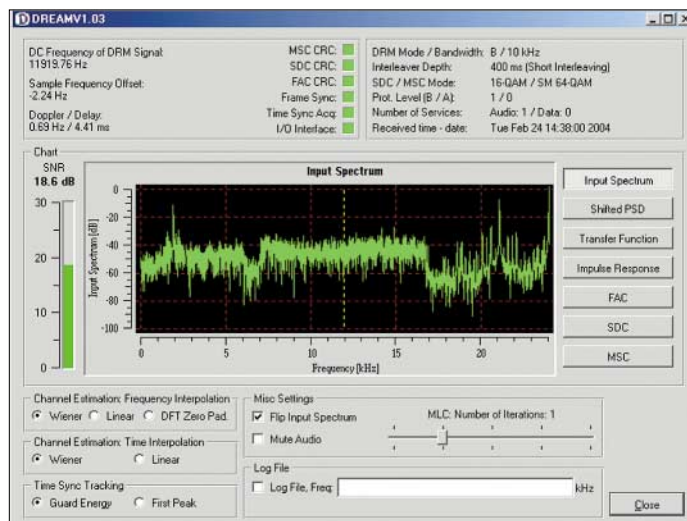 DREAMV1.03
DC Frequency of DRM Signal:
11919.76 Hz
Sample Frequency Offset:
-2.24 Hz
Doppler / Delay:
0.69 Hz / 4.41 ms
MSC CRC:
SDC CRC:
FAC CRC:
Frame Sync:
Time Sync Acq:
I/O Interface:
DRM Mode / Bandwidth: B / 10 kHz
Interleaver Depth: 400 ms (Short Interleaving)
SDC / MSC Mode: 16-QAM / SM 64-QAM
Prot. Level (B / A): 1 / 0
Number of Services: Audio: 1 / Data: 0
Received time - date: Tue Feb 24 14:38:00 2004
Chart
SNR
18.6 dB
30
20
10
0
Input Spectrum
Input Spectrum [dB]
0
-20
-40
-60
-80
-100
0 5 10 15 20
Frequency [kHz]
Input Spectrum
Shifted PSD
Transfer Function
Impulse Response
FAC
SDC
MSC
Channel Estimation: Frequency Interpolation
Wiener Linear DFT Zero Pad.
Channel Estimation: Time Interpolation
Wiener Linear
Time Sync Tracking
Guard Energy First Peak
Misc Settings
Flip Input Spectrum
Mute Audio
MLC: Number of Iterations: 1
Log File
Log File, Freq: kHz
Close